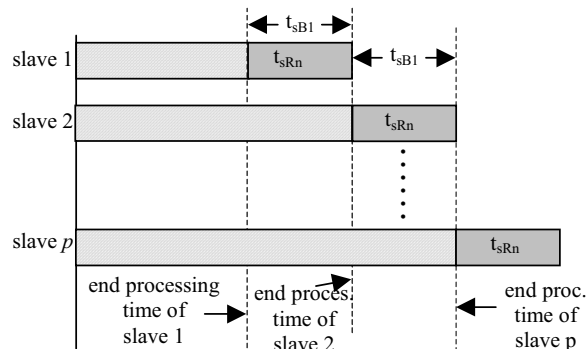 t_sB1
slave 1
t_sRn
t_sB1
slave 2
t_sRn
slave p
t_sRn
end processing
time of
slave 1
end proces.
time of
slave 2
end proc.
time of
slave p